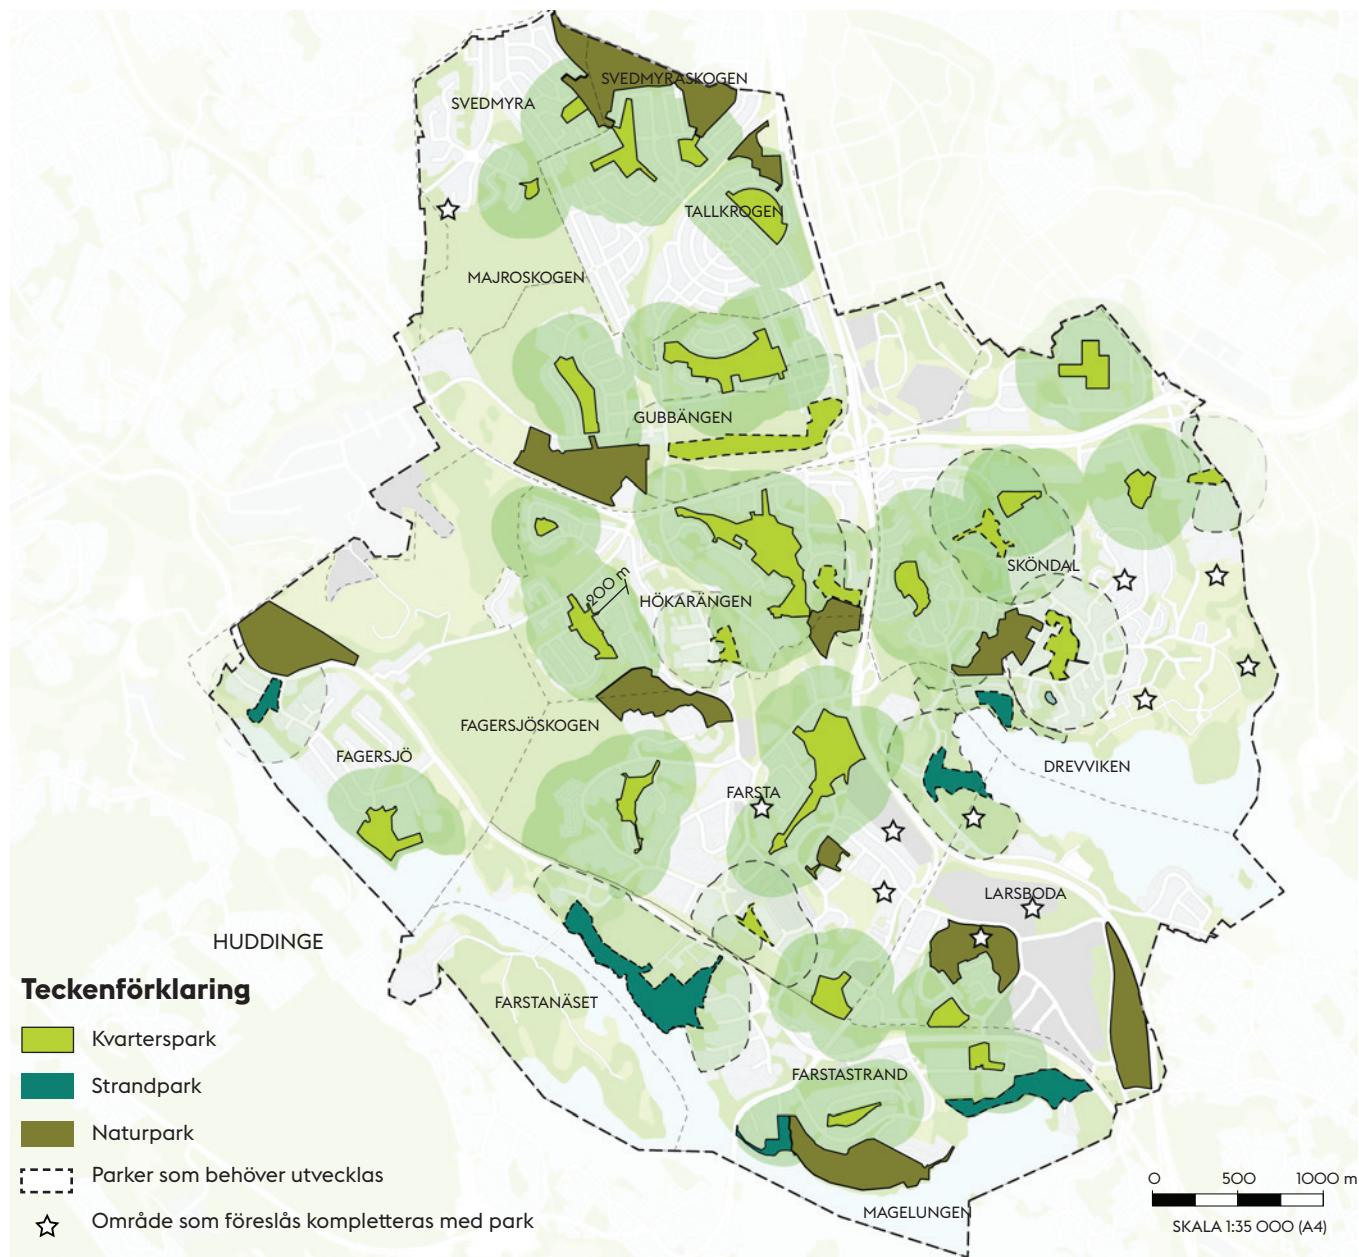 SVEDMYRASKOGEN
SVEDMYRA
TALLKROGEN
MAJROSKOGEN
GUBBÄNGEN
SKÖNDAL
200 m
HÖKARÄNGEN
FAGERSJÖSKOGEN
FAGERSJÖ
DREVVIKEN
FARSTA
LARSBODA
HUDDINGE
FARSTANÄSET
FARSTASTRAND
MAGELUNGEN
Teckenförklaring
Kvarterspark
Strandpark
Naturpark
Parker som behöver utvecklas
Område som föreslås kompletteras med park
0 500 1000 m
SKALA 1:35 000 (A4)